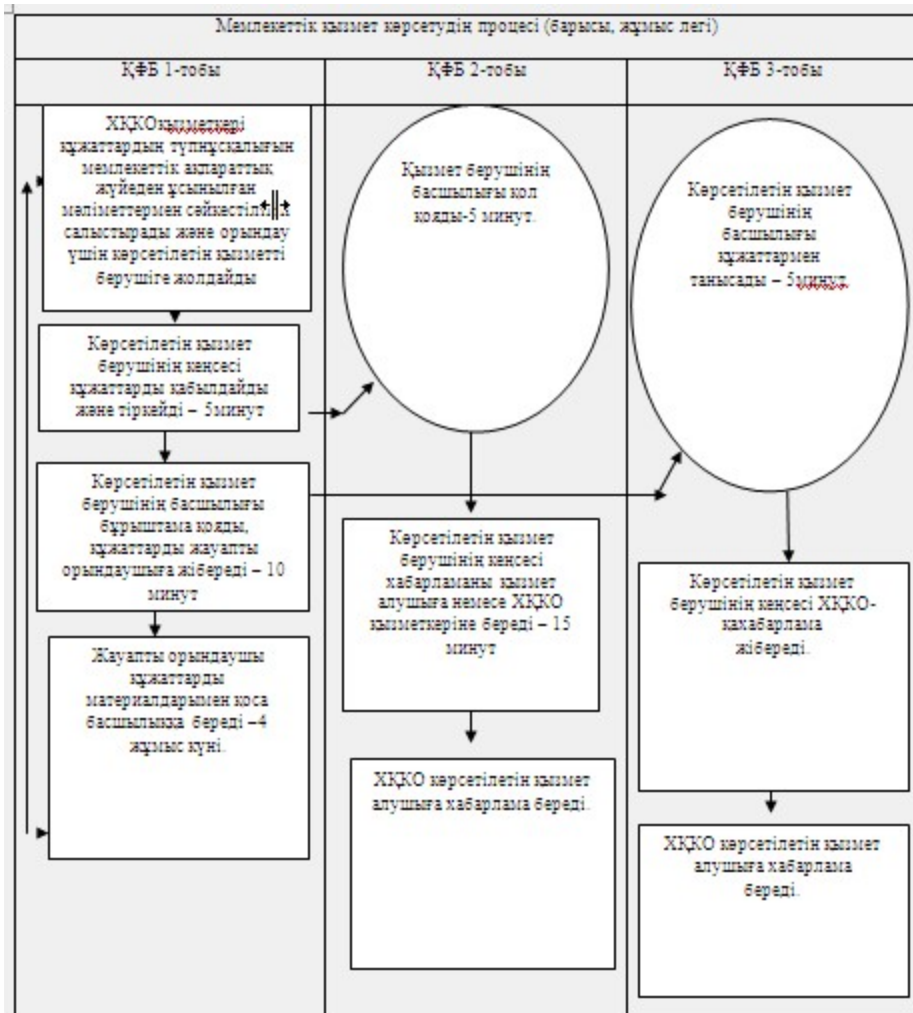 Мемлекеттік қызмет көрсетудің процесі (барысы, жұмыс легі)
ҚФБ 1-тобы
ҚФБ 2-тобы
ҚФБ 3-тобы
ХҚКОқызметкері
құжаттардың түпнұсқалығын
мемлекеттік ақпараттық
жүйеден ұсынылған
мәліметтермен
салыстырады және орындау
үшін көрсетілетін қызметті
берушіге жолдайды
Көрсетілетін қызмет
берушінің кеңсесі
құжаттарды қабылдайды
және тіркейді – 5минут
Көрсетілетін қызмет
берушінің басшылығы
бұрыштама қояды,
құжаттарды жауапты
орындаушыға жібереді – 10
минут
Жауапты орындаушы
құжаттарды
материалдарымен қоса
басшылыққа береді –4
жұмыс күні.
Қызмет берушінің
басшылығы қол
қояды-5 минут.
Көрсетілетін қызмет
берушінің кеңсесі
хабарламаны қызмет
алушыға немесе ХҚКО
қызметкеріне береді – 15
минут
ХҚКО көрсетілетін қызмет
алушыға хабарлама береді.
Көрсетілетін қызмет
берушінің
басшылығы
құжаттармен
танысады – 5минут.
Көрсетілетін қызмет
берушінің кеңсесі ХҚКО-
қахабарлама
жібереді.
ХҚКО көрсетілетін қызмет
алушыға хабарлама
береді.